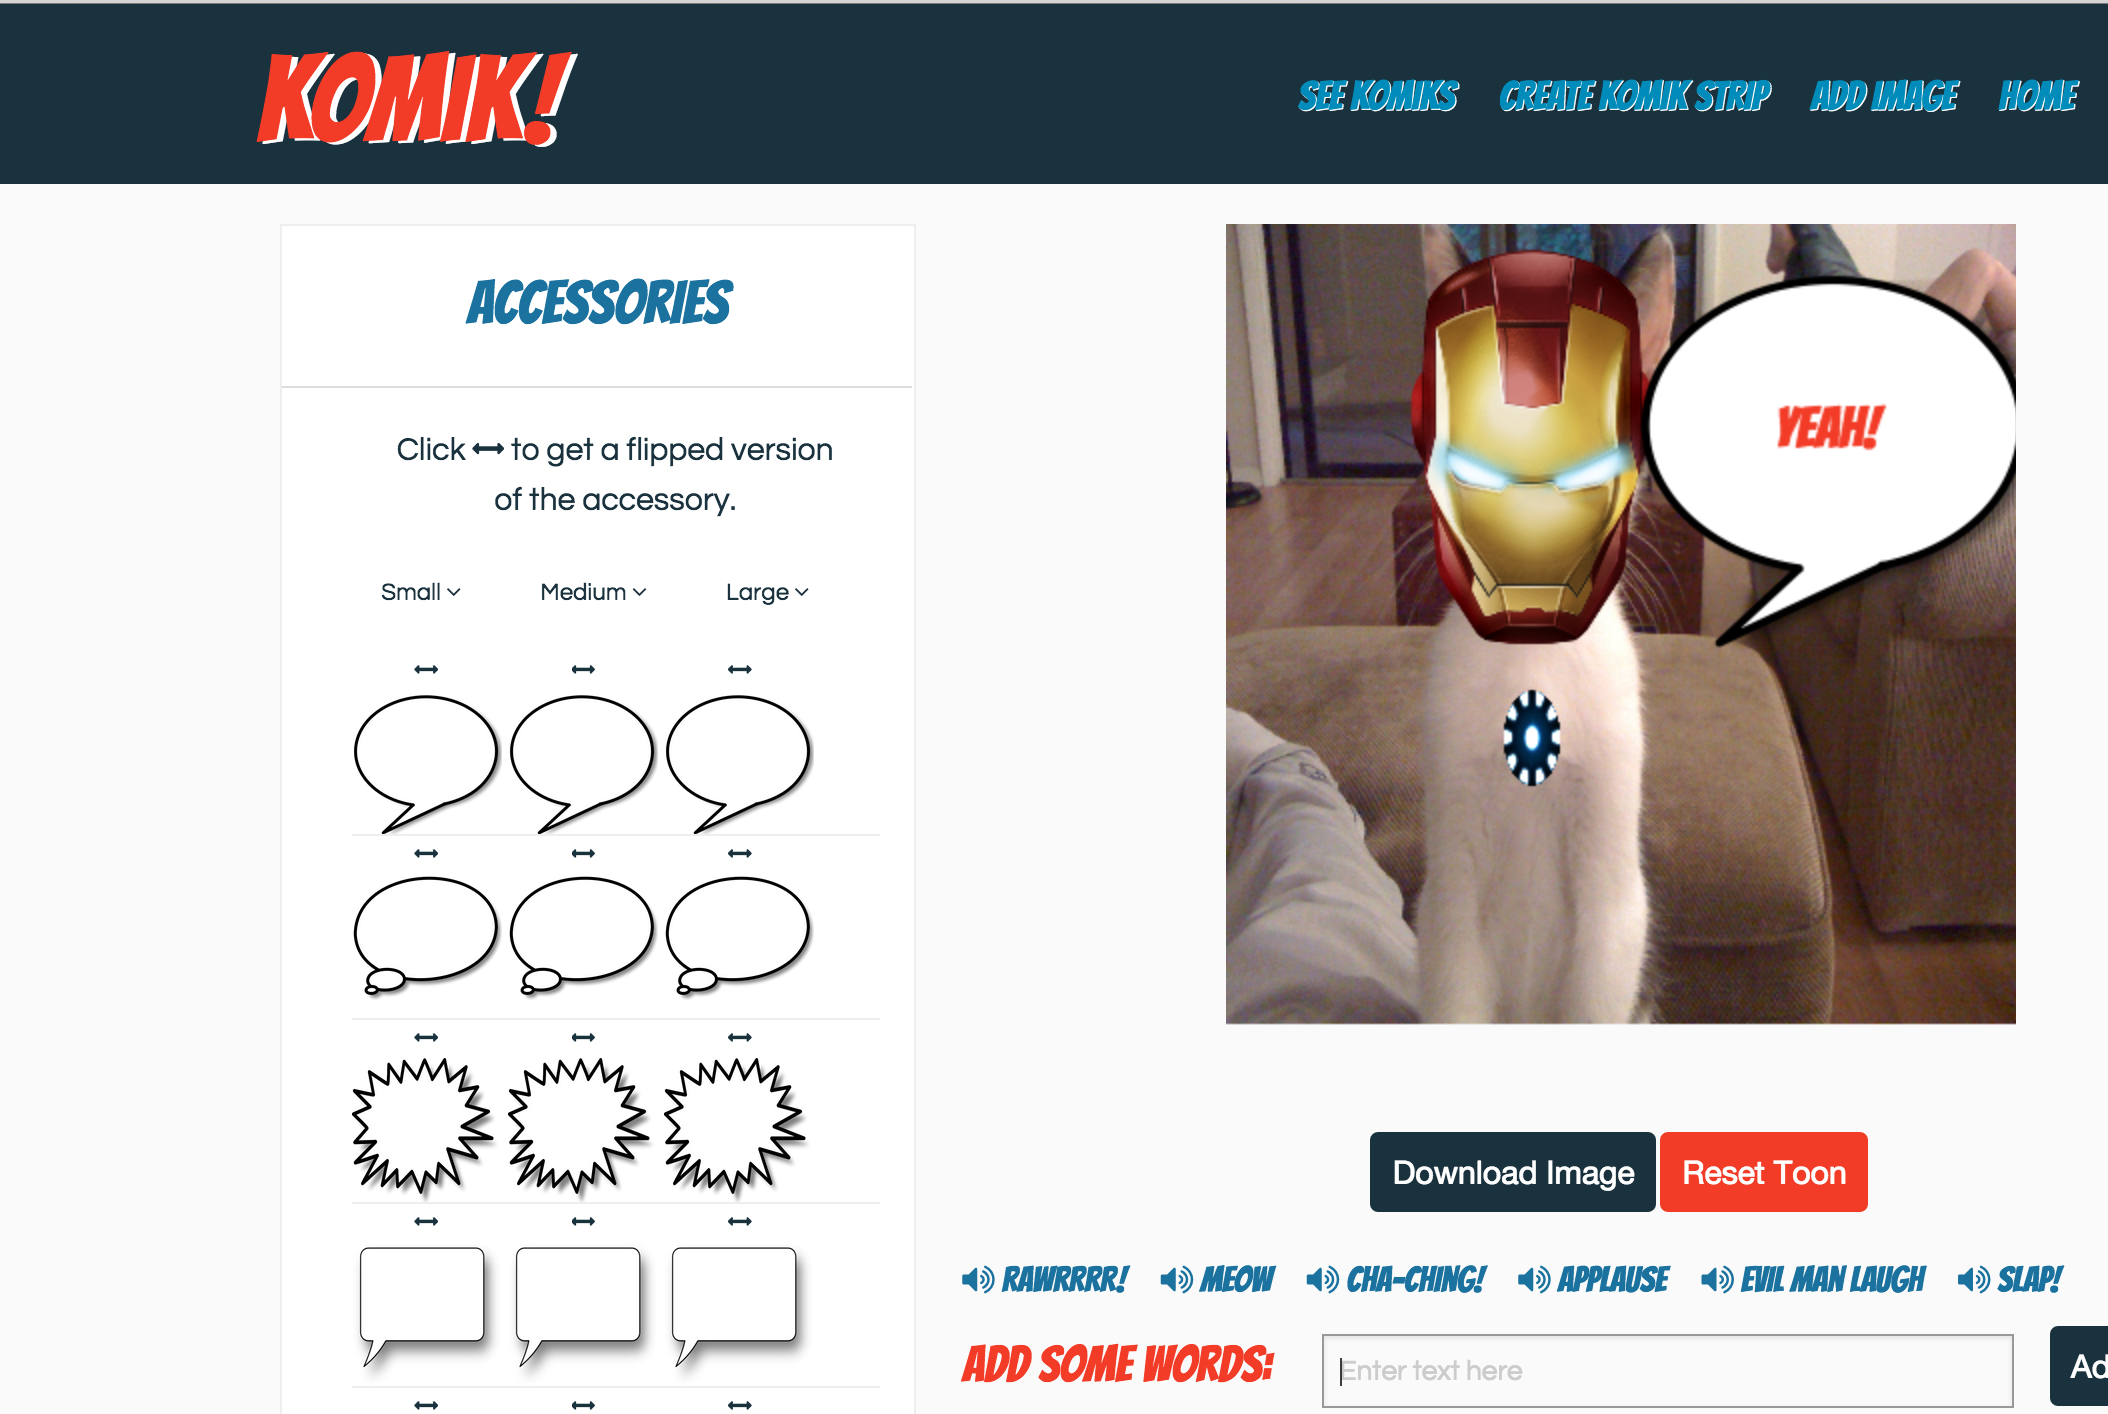 KOMIK!
SEE KOMIKS CREATE KOMIK STRIP ADD IMAGE HOME
ACCESSORIES
Click to get a flipped version
of the accessory.
Small Medium Large
YEAH!
Download Image Reset Toon
RAWRRRR! MEOW CHA-CHING! APPLAUSE EVIL MAN LAUGH SLAP!
ADD SOME WORDS: Enter text here Ad